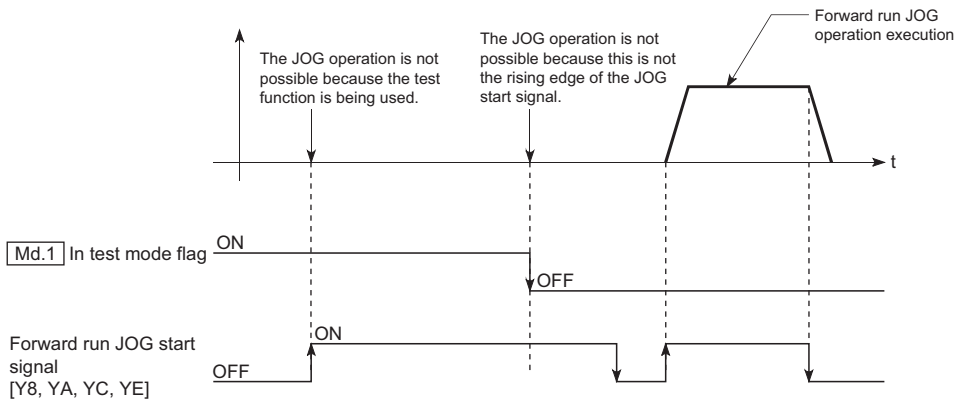 Forward run JOG
operation execution
The JOG operation is not
possible because the test
function is being used.
The JOG operation is not
possible because this is not
the rising edge of the JOG
start signal.
t
Md.1 In test mode flag
ON
OFF
Forward run JOG start
signal
[Y8, YA, YC, YE]
OFF
ON